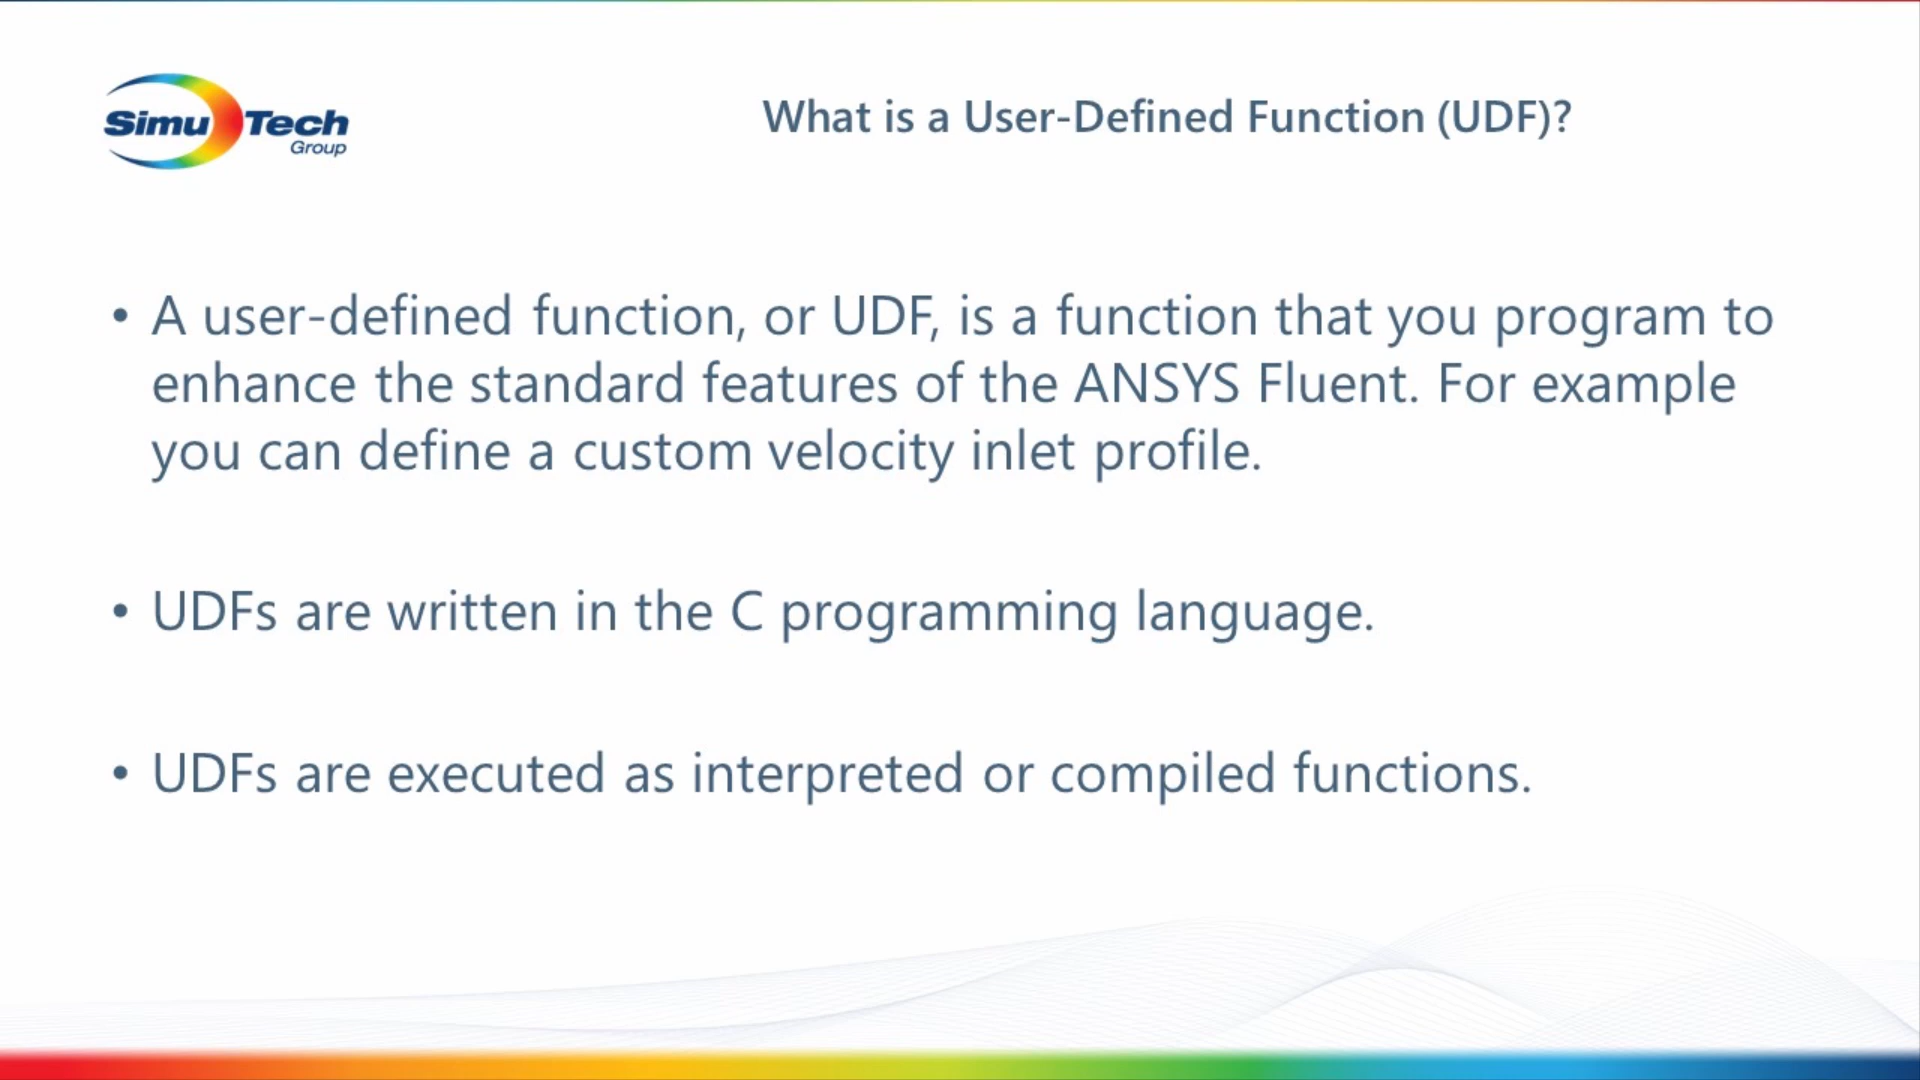 Simu Tech
Group
What is a User-Defined Function (UDF)?
• A user-defined function, or UDF, is a function that you program to
enhance the standard features of the ANSYS Fluent. For example
you can define a custom velocity inlet profile.
• UDFs are written in the C programming language.
• UDFs are executed as interpreted or compiled functions.